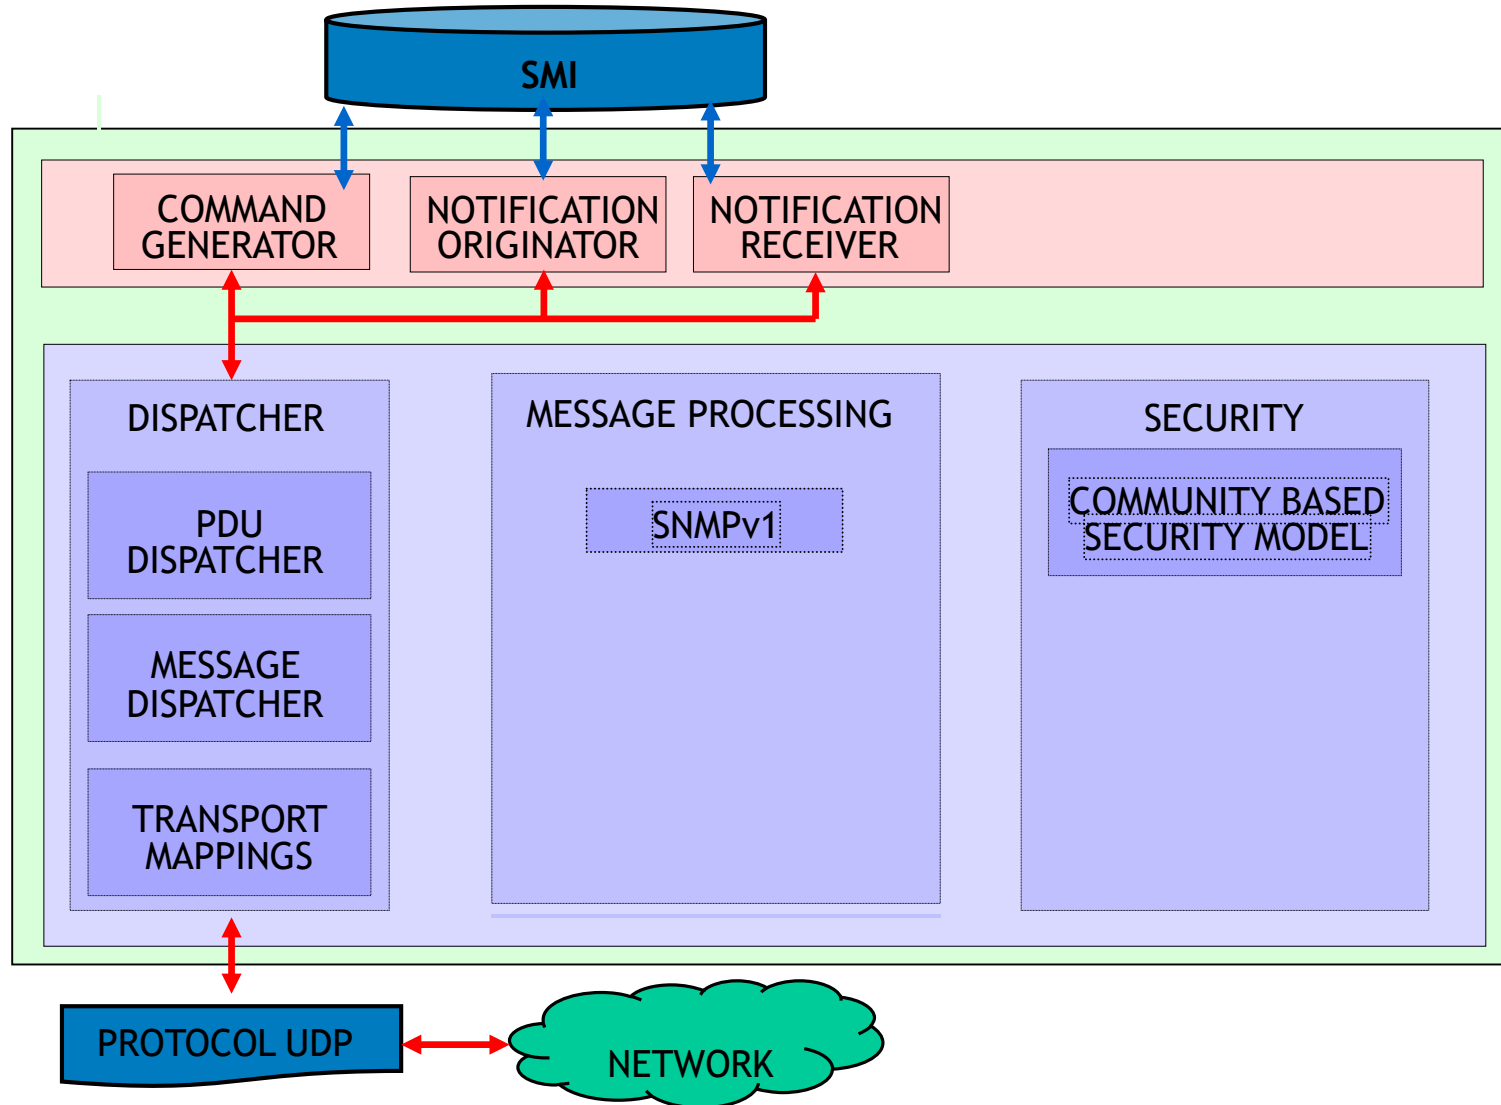 SMI
COMMAND
GENERATOR
NOTIFICATION
ORIGINATOR
NOTIFICATION
RECEIVER
DISPATCHER
PDU
DISPATCHER
MESSAGE
DISPATCHER
TRANSPORT
MAPPINGS
MESSAGE PROCESSING
SNMPv1
SECURITY
COMMUNITY BASED
SECURITY MODEL
PROTOCOL UDP
NETWORK